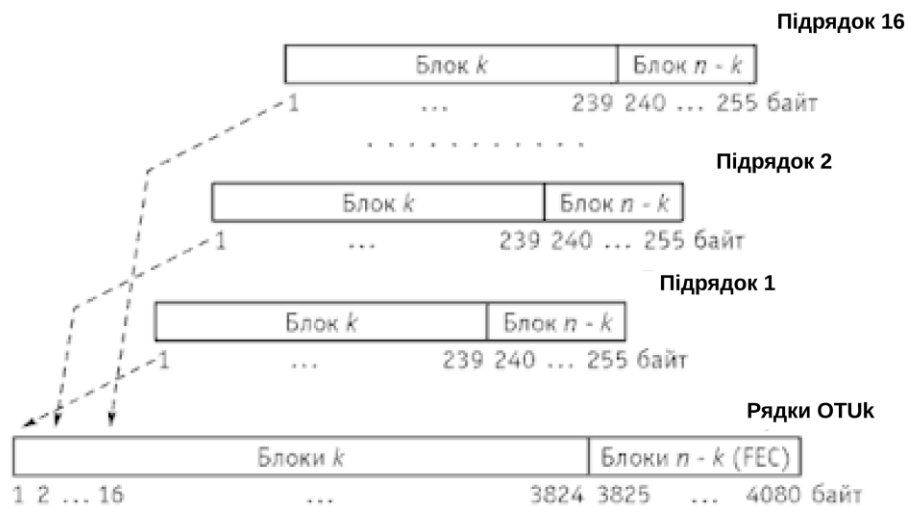 Підрядок 16
Блок k Блок n - k
1 ... 239 240 ... 255 байт
. . . . . . . . . . .
Підрядок 2
Блок k Блок n - k
1 ... 239 240 ... 255 байт
Підрядок 1
Блок k Блок n - k
1 ... 239 240 ... 255 байт
Рядки OTUk
Блоки k Блоки n - k (FEC)
1 2 ... 16 ... 3824 3825 ... 4080 байт